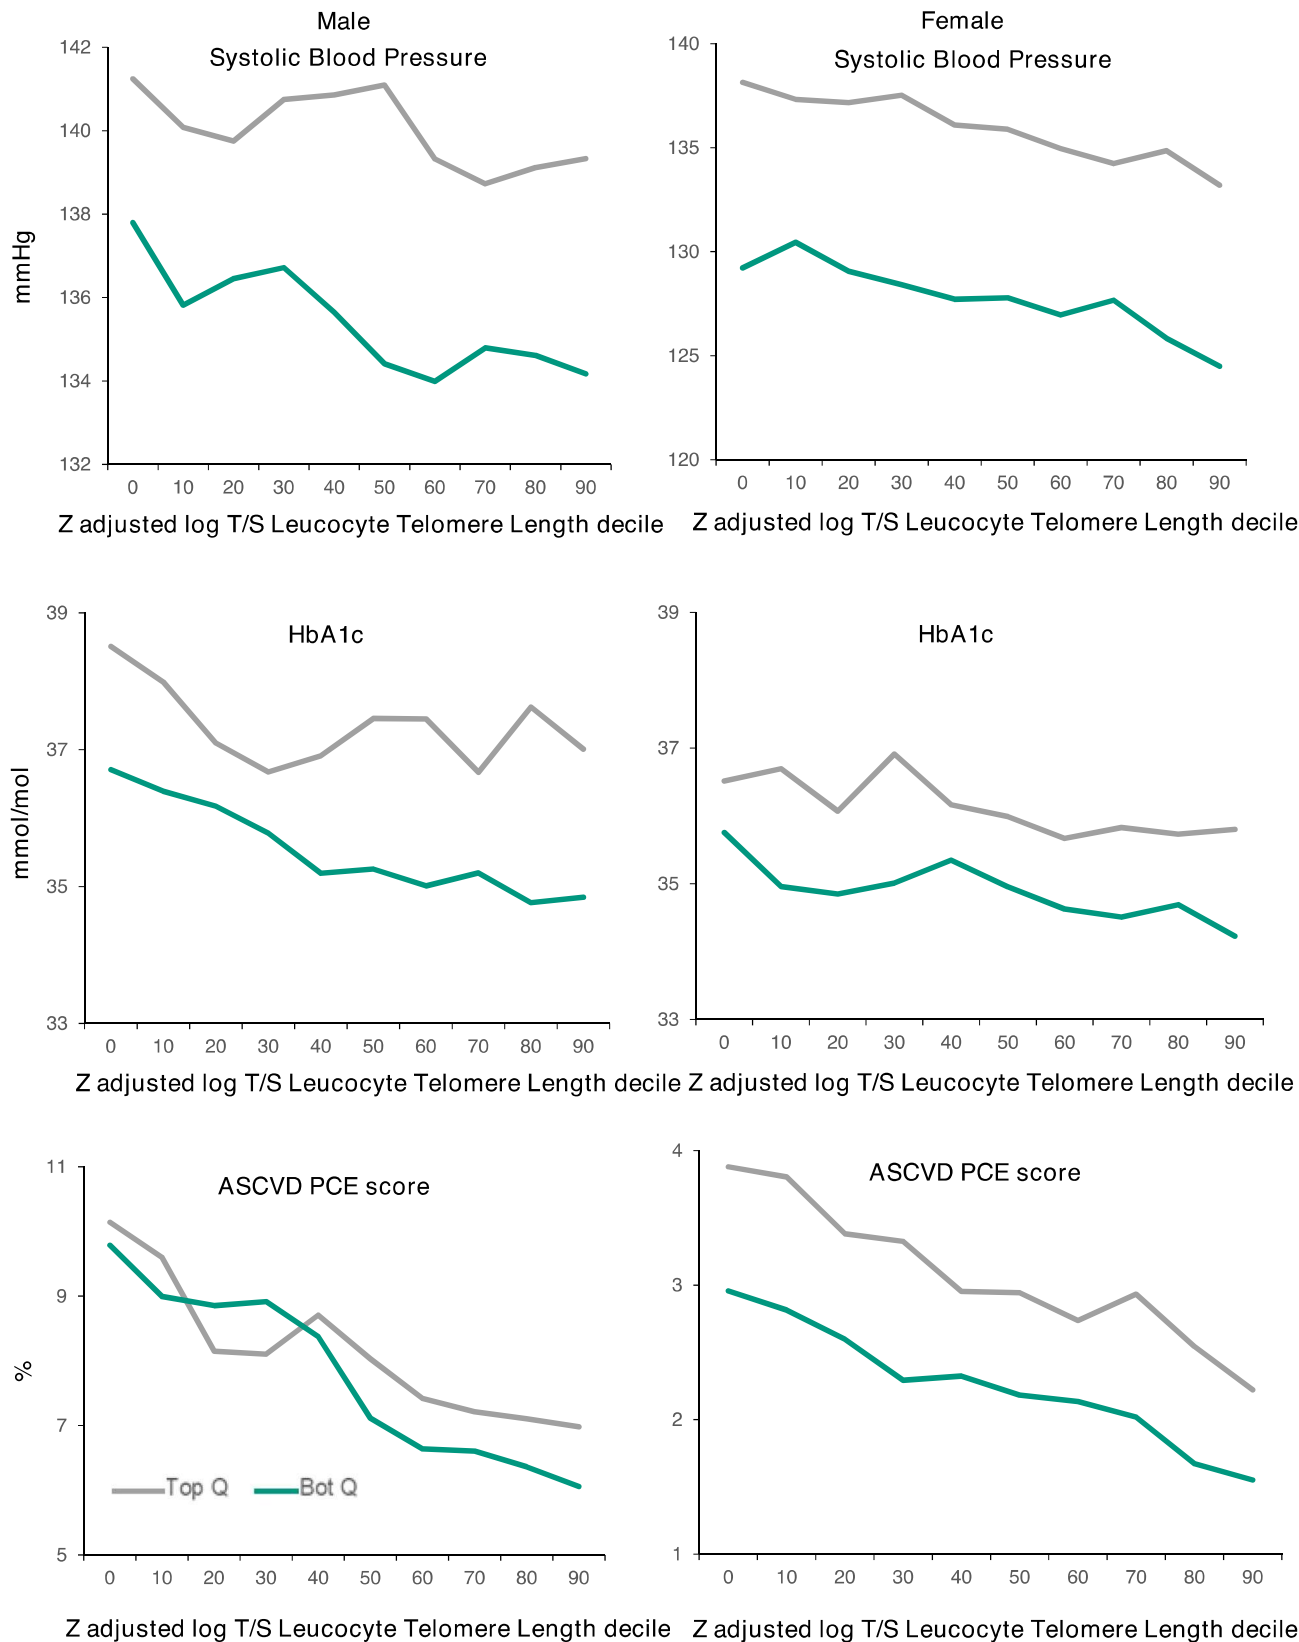 Male
Systolic Blood Pressure
142
140
138
136
134
132
mmHg
0 10 20 30 40 50 60 70 80 90
Z adjusted log T/S Leucocyte Telomere Length decile
Female
Systolic Blood Pressure
140
135
130
125
120
0 10 20 30 40 50 60 70 80 90
Z adjusted log T/S Leucocyte Telomere Length decile
HbA1c
39
37
35
33
mmol/mol
0 10 20 30 40 50 60 70 80 90
Z adjusted log T/S Leucocyte Telomere Length decile
HbA1c
39
37
35
33
0 10 20 30 40 50 60 70 80 90
Z adjusted log T/S Leucocyte Telomere Length decile
ASCVD PCE score
11
9
7
5
%
Top Q Bot Q
0 10 20 30 40 50 60 70 80 90
Z adjusted log T/S Leucocyte Telomere Length decile
ASCVD PCE score
4
3
2
1
0 10 20 30 40 50 60 70 80 90
Z adjusted log T/S Leucocyte Telomere Length decile